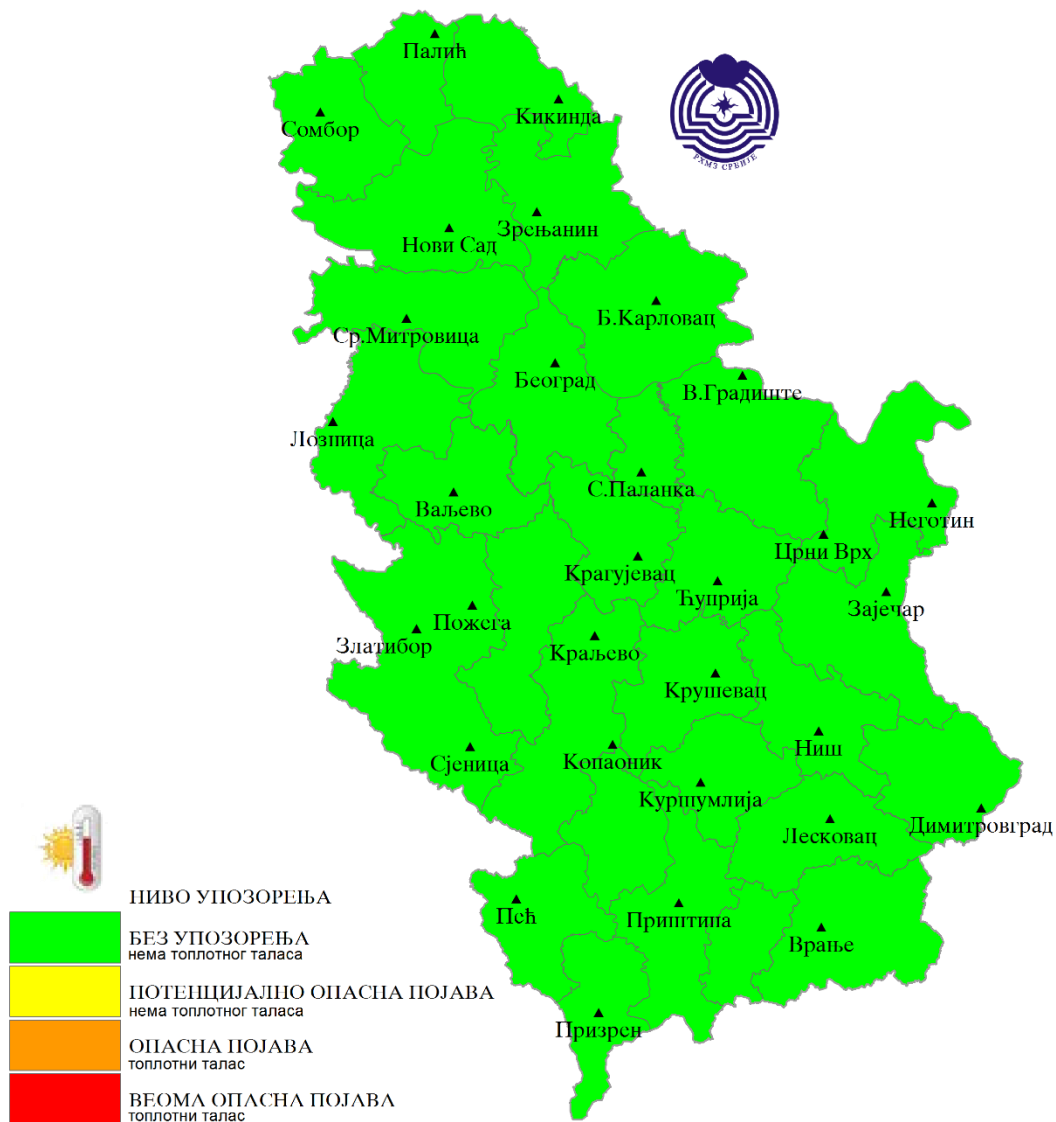 Палић
Кикинда
Сомбор
РХМЗ СРБИЈЕ
Зрењанин
Нови Сад
Б.Карловац
Ср.Митровица
Београд
В.Градиште
Лозница
С.Паланка
Ваљево
Неготин
Црни Врх
Крагујевац
Ћуприја
Зајечар
Пожега
Златибор
Краљево
Крушевац
Ниш
Сјеница
Копаоник
Куршумлија
Лесковац
Димитровград
НИВО УПОЗОРЕЊА
Пећ
Приштина
Врање
БЕЗ УПОЗОРЕЊА
нема топлотног таласа
ПОТЕНЦИЈАЛНО ОПАСНА ПОЈАВА
нема топлотног таласа
Призрен
ОПАСНА ПОЈАВА
топлотни талас
ВЕОМА ОПАСНА ПОЈАВА
топлотни талас